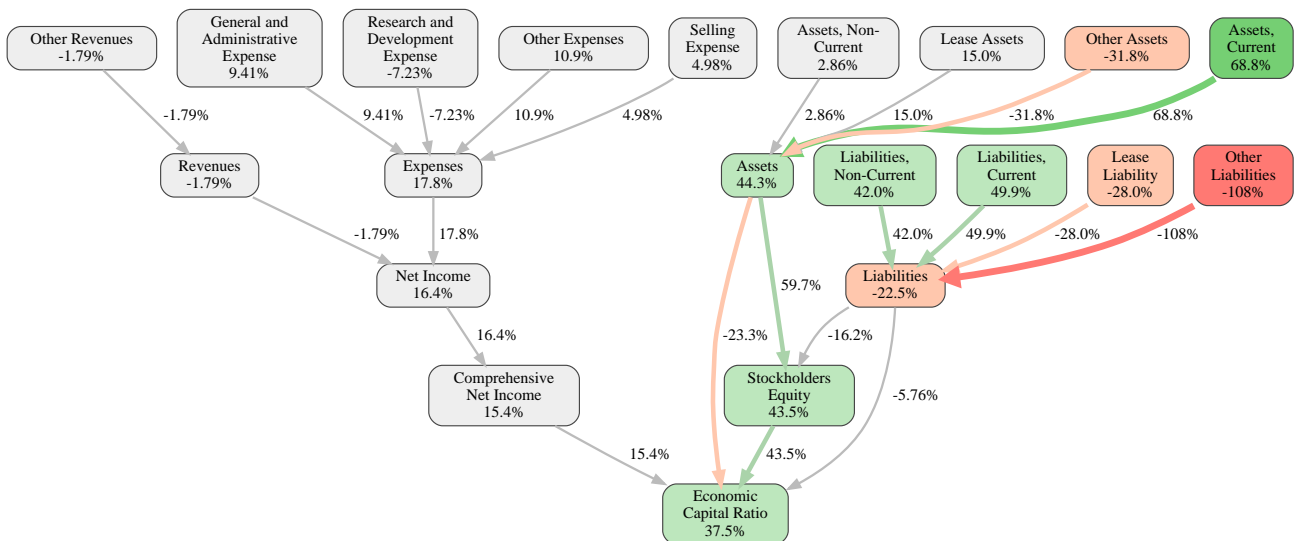 Other Revenues
-1.79%
General and
Administrative
Expense
9.41%
Research and
Development
Expense
-7.23%
Other Expenses
10.9%
Selling
Expense
4.98%
Assets, Non-
Current
2.86%
Lease Assets
15.0%
Other Assets
-31.8%
Assets,
Current
68.8%
-1.79%
9.41%
-7.23%
10.9%
4.98%
2.86%
15.0%
-31.8%
68.8%
Revenues
-1.79%
Expenses
17.8%
Assets
44.3%
Liabilities,
Non-Current
42.0%
Liabilities,
Current
49.9%
Lease
Liability
-28.0%
Other
Liabilities
-108%
-1.79%
17.8%
42.0%
49.9%
-28.0%
-108%
Net Income
16.4%
59.7%
Liabilities
-22.5%
16.4%
-23.3%
-16.2%
Comprehensive
Net Income
15.4%
Stockholders
Equity
43.5%
-5.76%
15.4%
43.5%
Economic
Capital Ratio
37.5%